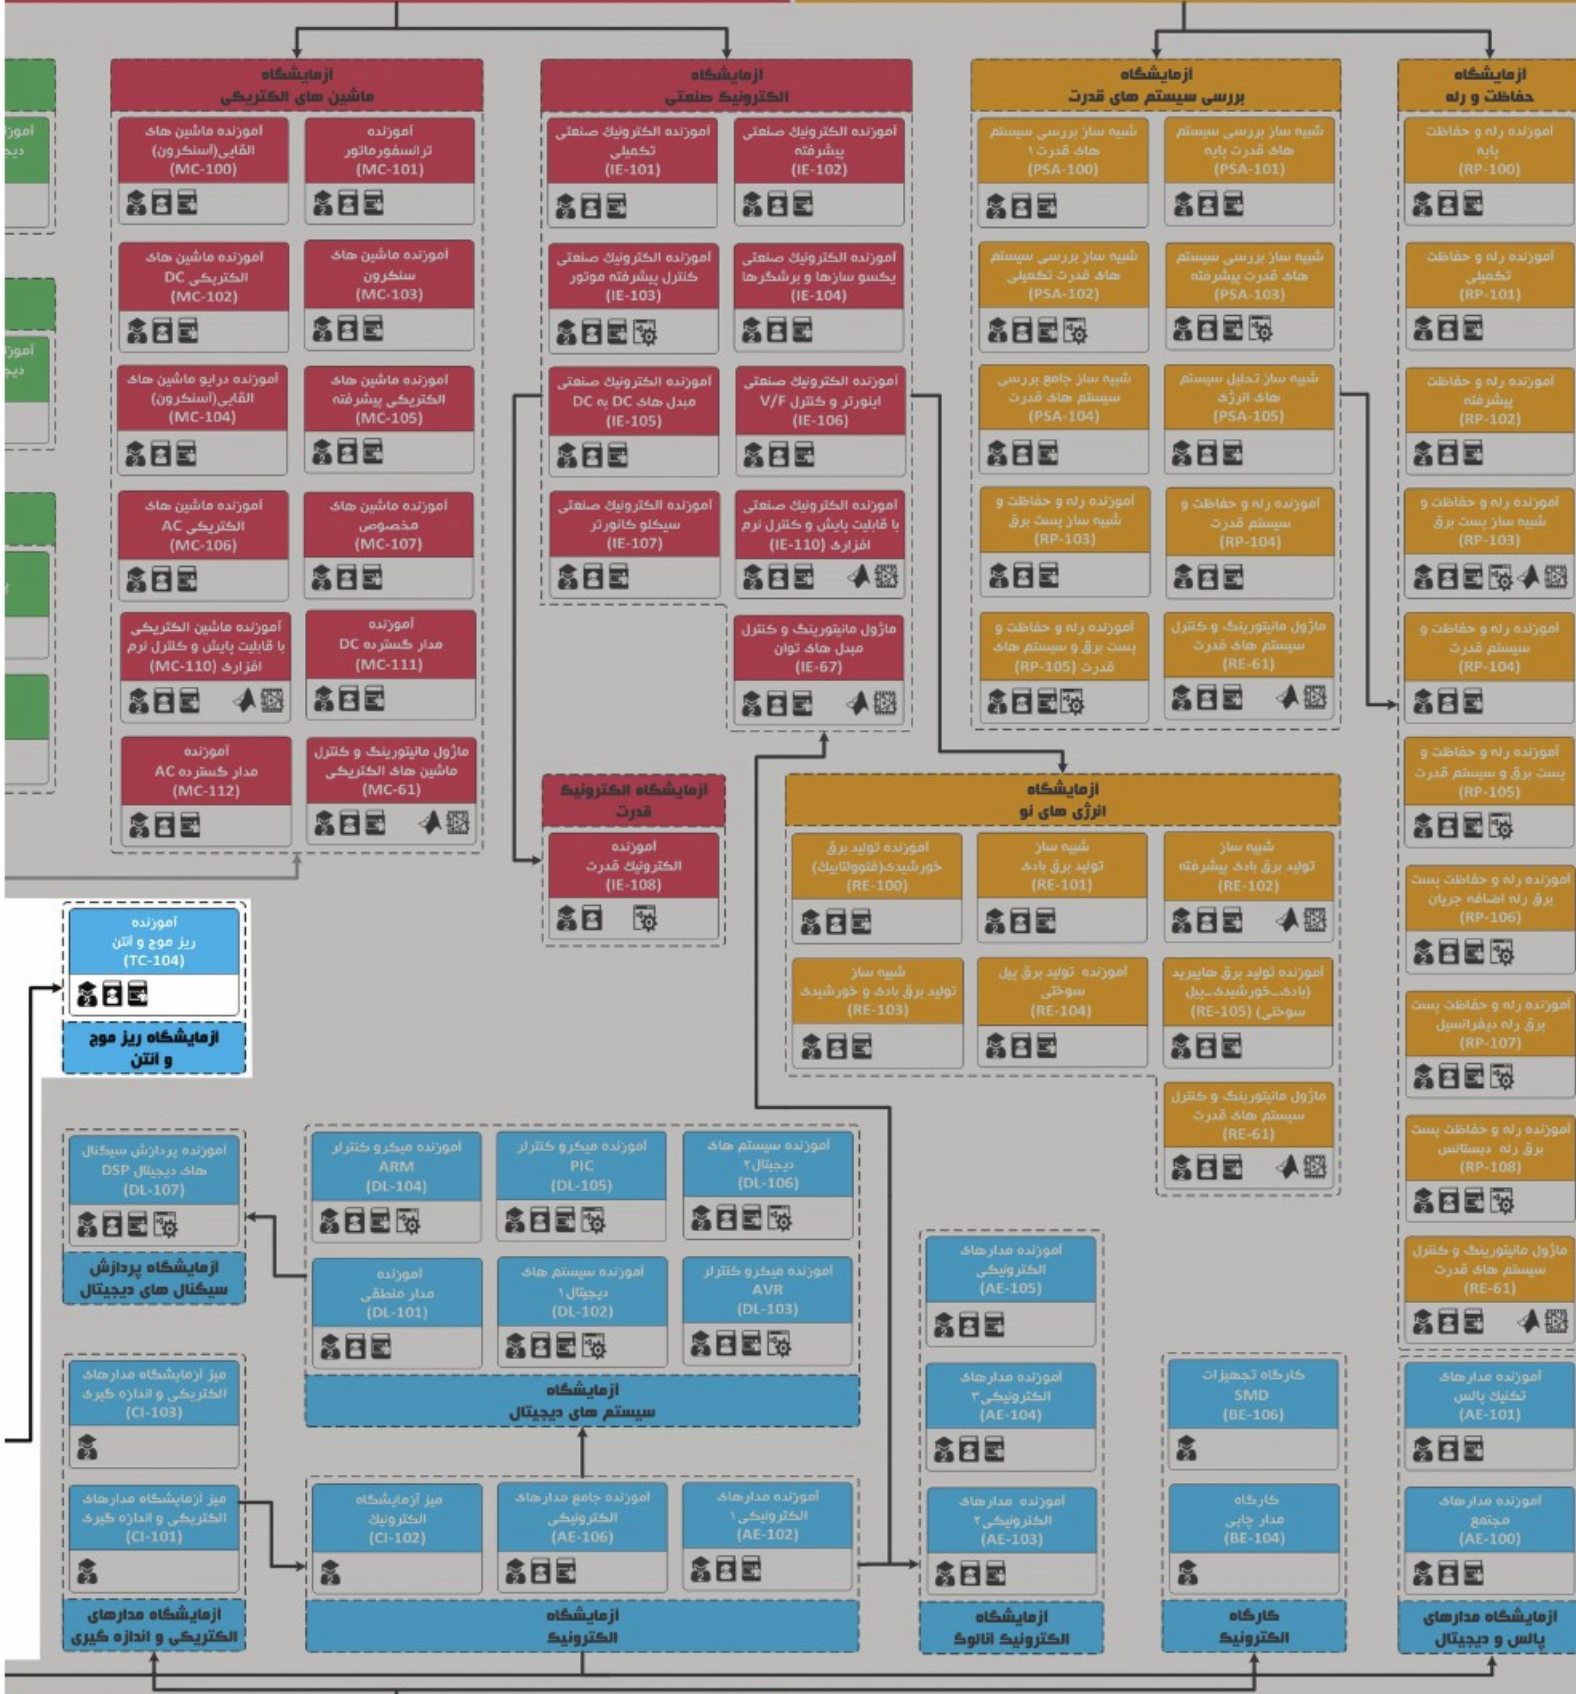 آزمایشگاه
ماشین های الکتریکی
آموزنده ماشین های
القایی(آسنکرون)
(MC-100)
آموزنده
ترانسفورماتور
(MC-101)
آموزنده ماشین های
الکتریکی DC
(MC-102)
آموزنده ماشین های
سنکرون
(MC-103)
آموزنده درایو ماشین های
القایی(آسنکرون)
(MC-104)
آموزنده ماشین های
الکتریکی پیشرفته
(MC-105)
آموزنده ماشین های
الکتریکی AC
(MC-106)
آموزنده ماشین های
مخصوص
(MC-107)
آموزنده ماشین الکتریکی
با قابلیت پایش و کنترل نرم
افزاری (MC-110)
آموزنده
مدار گسترده DC
(MC-111)
آموزنده
مدار گسترده AC
(MC-112)
ماژول مانیتورینگ و کنترل
ماشین های الکتریکی
(MC-61)
آزمایشگاه
الکترونیک صنعتی
آموزنده الکترونیک صنعتی
تکمیلی
(IE-101)
آموزنده الکترونیک صنعتی
پیشرفته
(IE-102)
آموزنده الکترونیک صنعتی
کنترل پیشرفته موتور
(IE-103)
آموزنده الکترونیک صنعتی
یکسو سازها و برشگرها
(IE-104)
آموزنده الکترونیک صنعتی
مبدل های DC به DC
(IE-105)
آموزنده الکترونیک صنعتی
اینورتر و کنترل V/F
(IE-106)
آموزنده الکترونیک صنعتی
سیکلو کانورتر
(IE-107)
آموزنده الکترونیک صنعتی
با قابلیت پایش و کنترل نرم
افزاری (IE-110)
ماژول مانیتورینگ و کنترل
مبدل های توان
(IE-67)
آزمایشگاه الکترونیک
قدرت
آموزنده
الکترونیک قدرت
(IE-108)
آزمایشگاه
بررسی سیستم های قدرت
شبیه ساز بررسی سیستم
های قدرت ۱
(PSA-100)
شبیه ساز بررسی سیستم
های قدرت پایه
(PSA-101)
شبیه ساز بررسی سیستم
های قدرت تکمیلی
(PSA-102)
شبیه ساز بررسی سیستم
های قدرت پیشرفته
(PSA-103)
شبیه ساز جامع بررسی
سیستم های قدرت
(PSA-104)
شبیه ساز تحلیل سیستم
های انرژی
(PSA-105)
آموزنده رله و حفاظت و
شبیه ساز پست برق
(RP-103)
آموزنده رله و حفاظت و
سیستم قدرت
(RP-104)
آموزنده رله و حفاظت و
پست برق و سیستم های
قدرت (RP-105)
ماژول مانیتورینگ و کنترل
سیستم های قدرت
(RE-61)
آزمایشگاه
حفاظت و رله
آموزنده رله و حفاظت
پایه
(RP-100)
آموزنده رله و حفاظت
تکمیلی
(RP-101)
آموزنده رله و حفاظت
پیشرفته
(RP-102)
آموزنده رله و حفاظت و
شبیه ساز پست برق
(RP-103)
آموزنده رله و حفاظت و
سیستم قدرت
(RP-104)
آموزنده رله و حفاظت و
پست برق و سیستم قدرت
(RP-105)
آموزنده رله و حفاظت پست
برق رله اضافه جریان
(RP-106)
آموزنده رله و حفاظت پست
برق رله دیفرانسیل
(RP-107)
آموزنده رله و حفاظت پست
برق رله دیستانس
(RP-108)
ماژول مانیتورینگ و کنترل
سیستم های قدرت
(RE-61)
آزمایشگاه
انرژی های نو
آموزنده تولید برق
خورشیدی(فتوولتاییک)
(RE-100)
شبیه ساز
تولید برق بادی
(RE-101)
شبیه ساز
تولید برق بادی پیشرفته
(RE-102)
شبیه ساز
تولید برق بادی و خورشیدی
(RE-103)
آموزنده تولید برق پیل
سوختی
(RE-104)
آموزنده تولید برق هایبرید
(بادی_خورشیدی_پیل
سوختی) (RE-105)
ماژول مانیتورینگ و کنترل
سیستم های قدرت
(RE-61)
آموزنده
ریز موج و آنتن
(TC-104)
آزمایشگاه ریز موج
و آنتن
آموزنده پردازش سیگنال
های دیجیتال DSP
(DL-107)
آزمایشگاه پردازش
سیگنال های دیجیتال
آموزنده میکرو کنترلر
ARM
(DL-104)
آموزنده میکرو کنترلر
PIC
(DL-105)
آموزنده سیستم های
دیجیتال۲
(DL-106)
آموزنده
مدار منطقی
(DL-101)
آموزنده سیستم های
دیجیتال۱
(DL-102)
آموزنده میکرو کنترلر
AVR
(DL-103)
آزمایشگاه
سیستم های دیجیتال
میز آزمایشگاه مدارهای
الکتریکی و اندازه گیری
(CI-103)
میز آزمایشگاه مدارهای
الکتریکی و اندازه گیری
(CI-101)
آزمایشگاه مدارهای
الکتریکی و اندازه گیری
میز آزمایشگاه
الکترونیک
(CI-102)
آموزنده جامع مدارهای
الکترونیکی
(AE-106)
آموزنده مدارهای
الکترونیکی۱
(AE-102)
آزمایشگاه
الکترونیک
آموزنده مدارهای
الکترونیکی
(AE-105)
آموزنده مدارهای
الکترونیکی۳
(AE-104)
آموزنده مدارهای
الکترونیکی۲
(AE-103)
آزمایشگاه
الکترونیک آنالوگ
کارگاه تجهیزات
SMD
(BE-106)
کارگاه
مدار چاپی
(BE-104)
کارگاه
الکترونیک
آموزنده مدارهای
تکنیک پالس
(AE-101)
آموزنده مدارهای
مجتمع
(AE-100)
آزمایشگاه مدارهای
پالس و دیجیتال